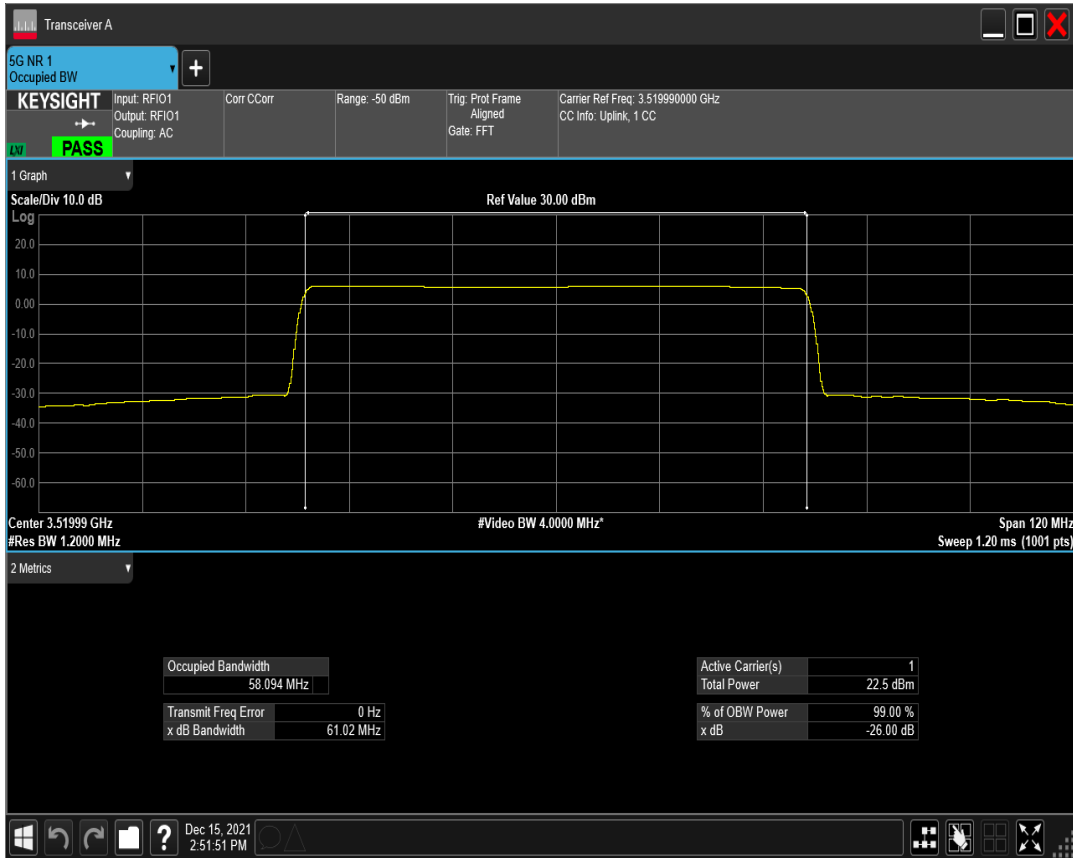 Transceiver A
5G NR 1
Occupied BW
+
KEYSIGHT
LXI
PASS
Input: RFIO1
Output: RFIO1
Coupling: AC
Corr CCorr
Range: -50 dBm
Trig: Prot Frame
Aligned
Gate: FFT
Carrier Ref Freq: 3.519990000 GHz
CC Info: Uplink, 1 CC
1 Graph
Scale/Div 10.0 dB
Ref Value 30.00 dBm
Log
20.0
10.0
0.00
-10.0
-20.0
-30.0
-40.0
-50.0
-60.0
Center 3.51999 GHz
#Video BW 4.0000 MHz*
Span 120 MHz
#Res BW 1.2000 MHz
Sweep 1.20 ms (1001 pts)
2 Metrics
Occupied Bandwidth
58.094 MHz
Transmit Freq Error 0 Hz
x dB Bandwidth 61.02 MHz
Active Carrier(s) 1
Total Power 22.5 dBm
% of OBW Power 99.00 %
x dB -26.00 dB
?
Dec 15, 2021
2:51:51 PM